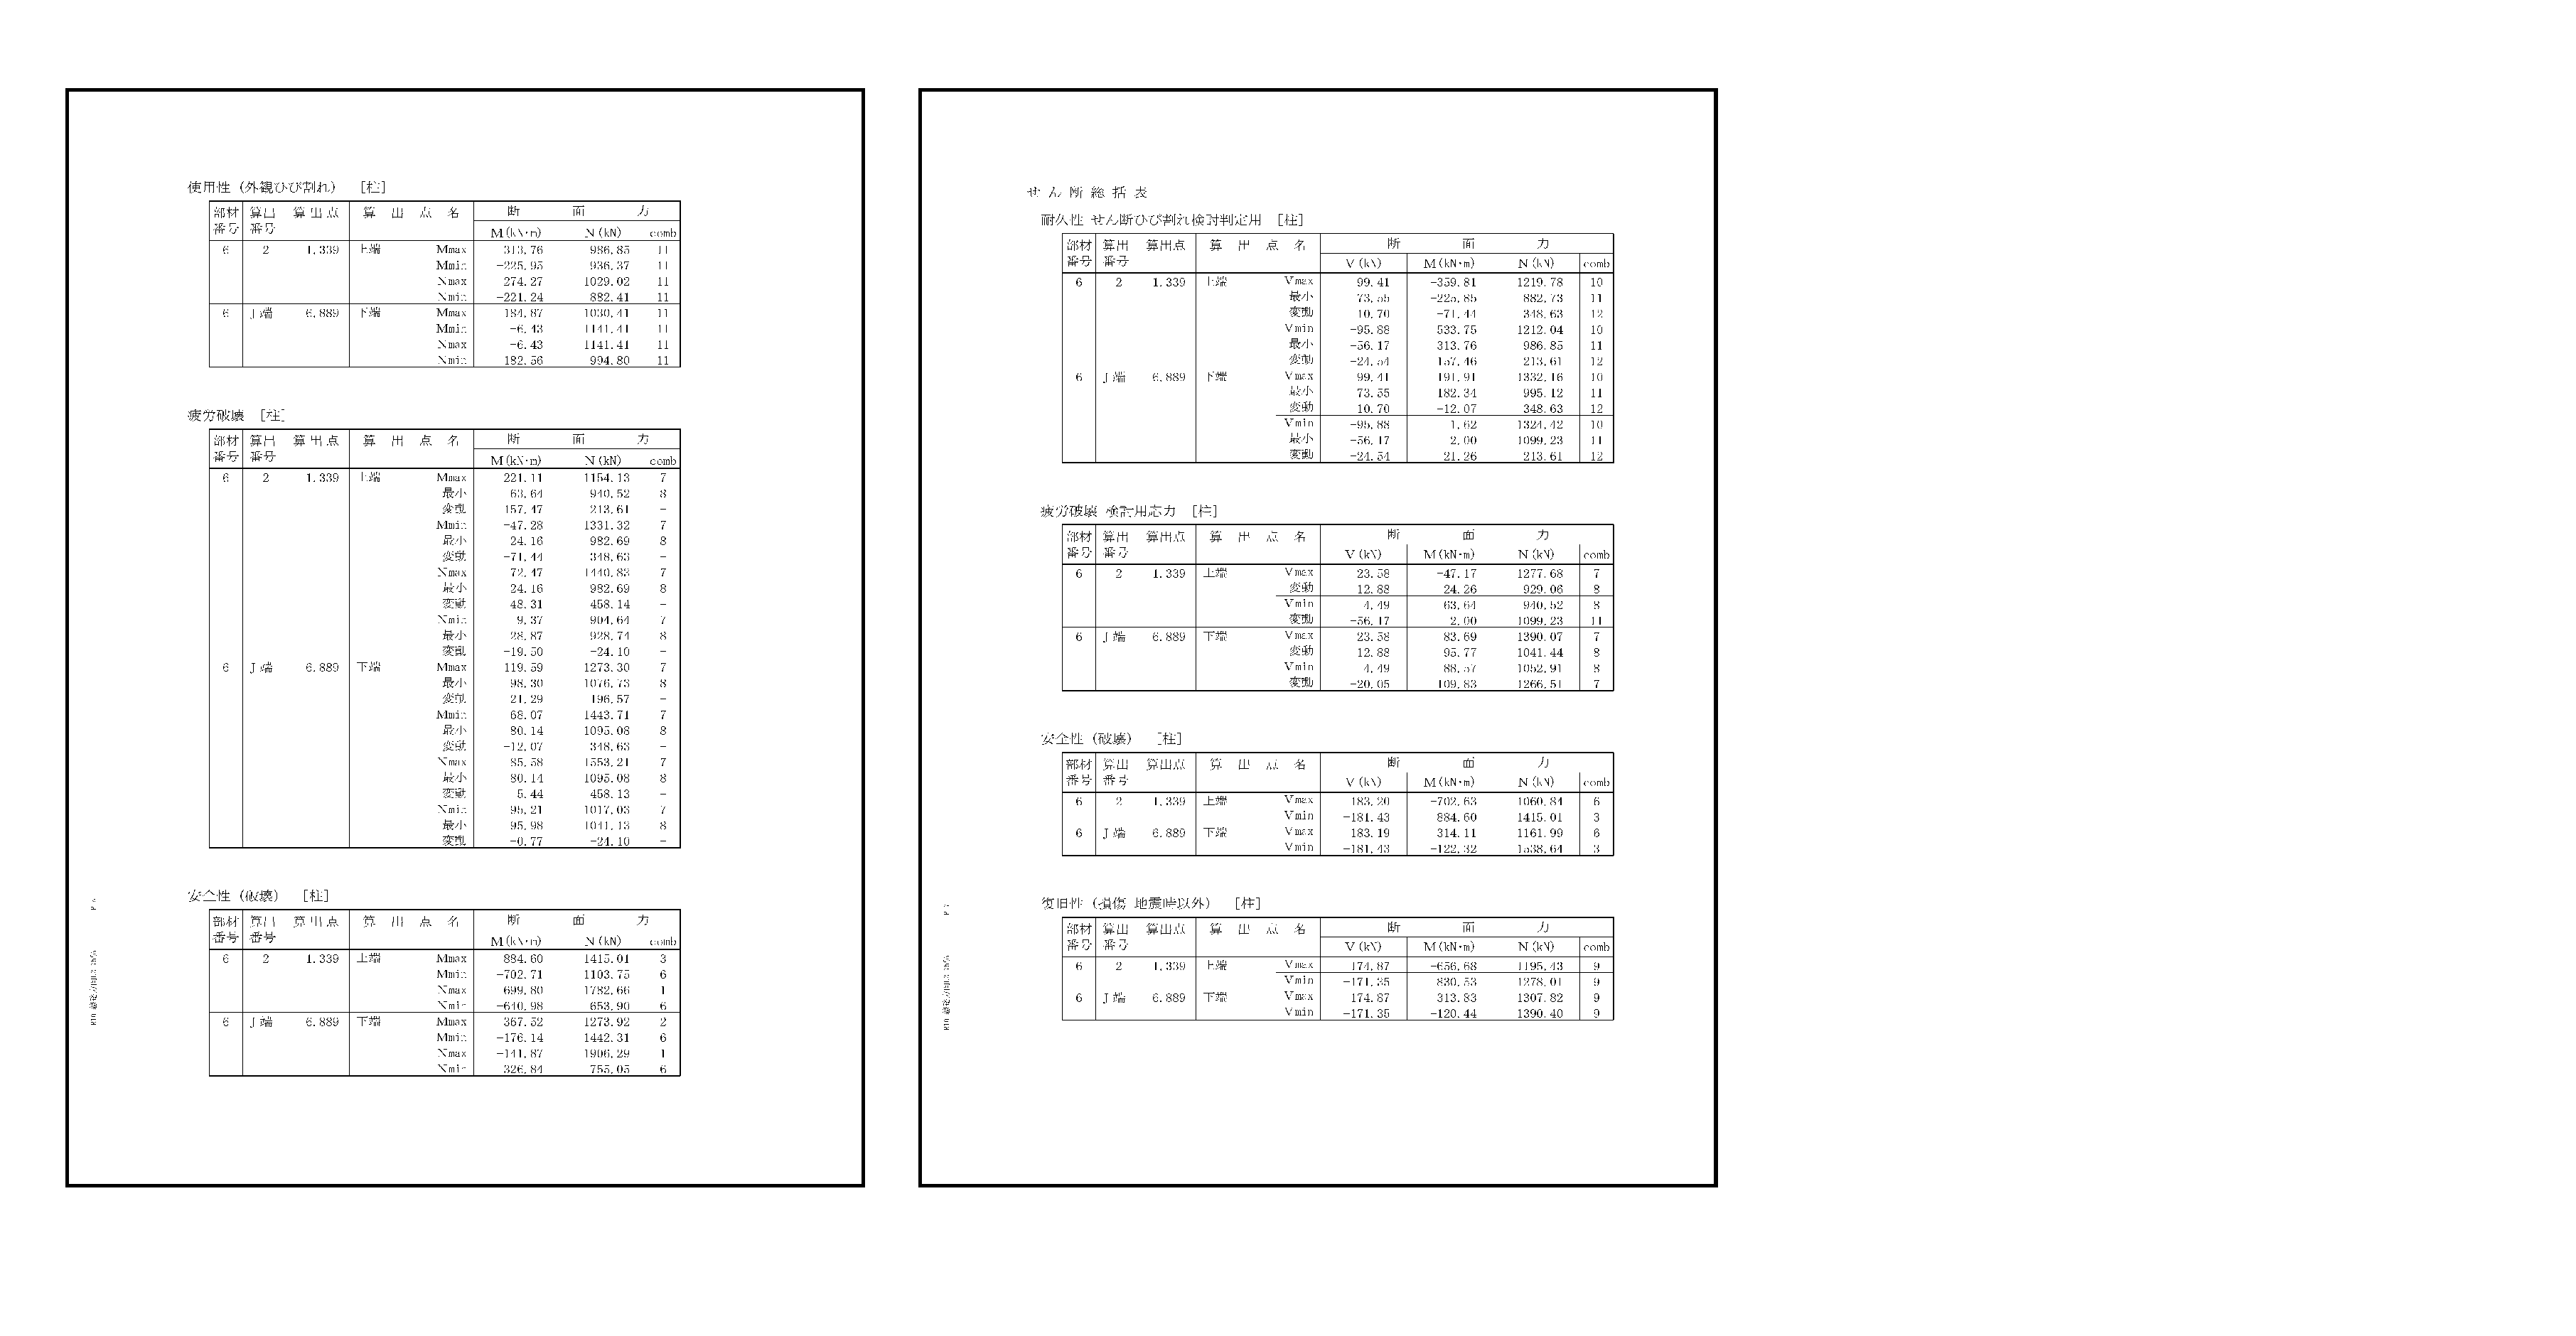 使用性（外観ひび割れ） ［柱］
部材番号 算出番号 算出点 算出点名 断面力
M(kN･m) N(kN) comb
6 2 1.339 上端 Mmax 313.76 986.85 11
Mmin -225.95 936.37 11
Nmax 274.27 1029.02 11
Nmin -221.24 882.41 11
6 J端 6.889 下端 Mmax 184.87 1030.41 11
Mmin -6.43 1141.41 11
Nmax -6.43 1141.41 11
Nmin 182.56 994.80 11
疲労破壊 ［柱］
部材番号 算出番号 算出点 算出点名 断面力
M(kN･m) N(kN) comb
6 2 1.339 上端 Mmax 221.11 1154.13 7
最小 63.64 940.52 8
変動 157.47 213.61 -
Mmin -47.28 1331.32 7
最小 24.16 982.69 8
変動 -71.44 348.63 -
Nmax 72.47 1440.83 7
最小 24.16 982.69 8
変動 48.31 458.14 -
Nmin 9.37 904.64 7
最小 28.87 928.74 8
変動 -19.50 -24.10 -
6 J端 6.889 下端 Mmax 119.59 1273.30 7
最小 98.30 1076.73 8
変動 21.29 196.57 -
Mmin 68.07 1443.71 7
最小 80.14 1095.08 8
変動 -12.07 348.63 -
Nmax 85.58 1553.21 7
最小 80.14 1095.08 8
変動 5.44 458.13 -
Nmin 95.21 1017.03 7
最小 95.98 1041.13 8
変動 -0.77 -24.10 -
安全性（破壊） ［柱］
部材番号 算出番号 算出点 算出点名 断面力
M(kN･m) N(kN) comb
6 2 1.339 上端 Mmax 884.60 1415.01 3
Mmin -702.71 1103.75 6
Nmax 699.80 1782.66 1
Nmin -640.98 653.90 6
6 J端 6.889 下端 Mmax 367.52 1273.92 2
Mmin -176.14 1442.31 6
Nmax -141.87 1906.29 1
Nmin 326.84 755.05 6
せん断総括表
耐久性 せん断ひび割れ検討判定用 ［柱］
部材番号 算出番号 算出点 算出点名 断面力
V(kN) M(kN･m) N(kN) comb
6 2 1.339 上端 Vmax 99.41 -359.81 1219.78 10
最小 73.55 -225.85 882.73 11
変動 10.70 -71.44 348.63 12
Vmin -95.88 533.75 1212.04 10
最小 -56.17 313.76 986.85 11
変動 -24.54 157.46 213.61 12
6 J端 6.889 下端 Vmax 99.41 191.91 1332.16 10
最小 73.55 182.34 995.12 11
変動 10.70 -12.07 348.63 12
Vmin -95.88 1.62 1324.42 10
最小 -56.17 2.00 1099.23 11
変動 -24.54 21.26 213.61 12
疲労破壊 検討用応力 ［柱］
部材番号 算出番号 算出点 算出点名 断面力
V(kN) M(kN･m) N(kN) comb
6 2 1.339 上端 Vmax 23.58 -47.17 1277.68 7
変動 12.88 24.26 929.06 8
Vmin 4.49 63.64 940.52 8
変動 -56.17 2.00 1099.23 11
6 J端 6.889 下端 Vmax 23.58 83.69 1390.07 7
変動 12.88 95.77 1041.44 8
Vmin 4.49 88.57 1052.91 8
変動 -20.05 109.83 1266.51 7
安全性（破壊） ［柱］
部材番号 算出番号 算出点 算出点名 断面力
V(kN) M(kN･m) N(kN) comb
6 2 1.339 上端 Vmax 183.20 -702.63 1060.84 6
Vmin -181.43 884.60 1415.01 3
6 J端 6.889 下端 Vmax 183.19 314.11 1161.99 6
Vmin -181.43 -122.32 1538.64 3
復旧性（損傷 地震時以外） ［柱］
部材番号 算出番号 算出点 算出点名 断面力
V(kN) M(kN･m) N(kN) comb
6 2 1.339 上端 Vmax 174.87 -656.68 1195.43 9
Vmin -171.35 830.53 1278.01 9
6 J端 6.889 下端 Vmax 174.87 313.83 1307.82 9
Vmin -171.35 -120.44 1390.40 9